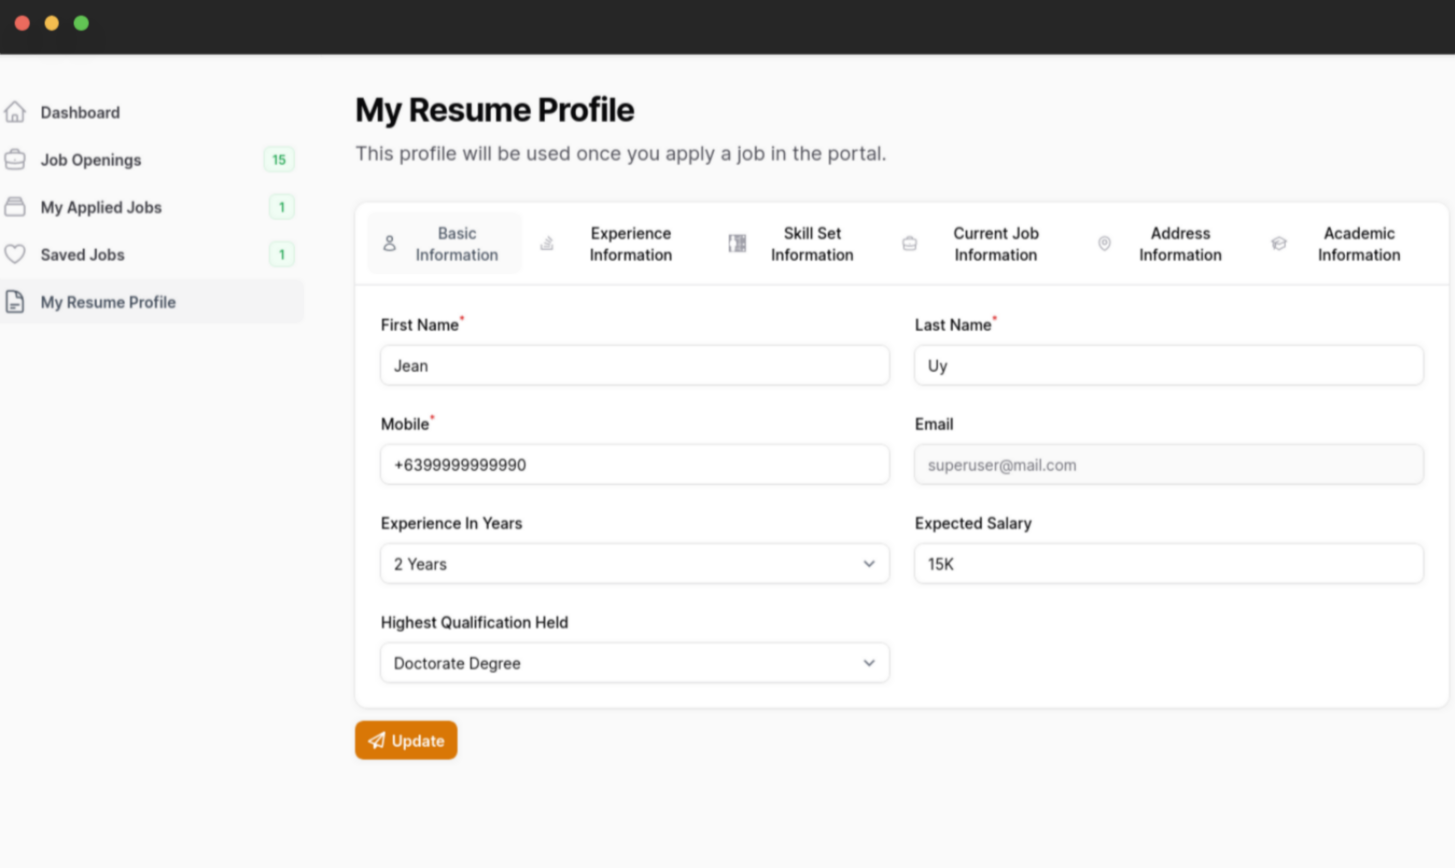 Dashboard
Job Openings 15
My Applied Jobs 1
Saved Jobs 1
My Resume Profile
My Resume Profile
This profile will be used once you apply a job in the portal.
Basic
Information
Experience
Information
Skill Set
Information
Current Job
Information
Address
Information
Academic
Information
First Name*
Jean
Last Name*
Uy
Mobile*
+6399999999990
Email
superuser@mail.com
Experience In Years
2 Years
Expected Salary
15K
Highest Qualification Held
Doctorate Degree
Update